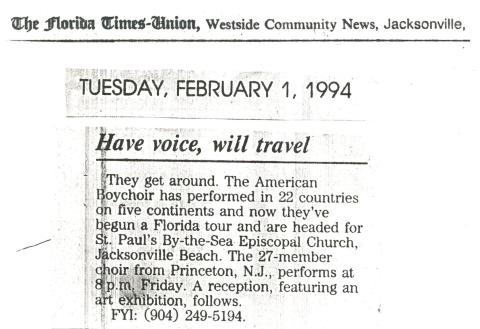 The Florida Times-Union, Westside Community News, Jacksonville,
TUESDAY, FEBRUARY 1, 1994
Have voice, will travel
They get around. The American
Boychoir has performed in 22 countries
on five continents and now they've
begun a Florida tour and are headed for
St. Paul's By-the-Sea Episcopal Church,
Jacksonville Beach. The 27-member
choir from Princeton, N.J., performs at
8 p.m. Friday. A reception, featuring an
art exhibition, follows.
FYI: (904) 249-5194.